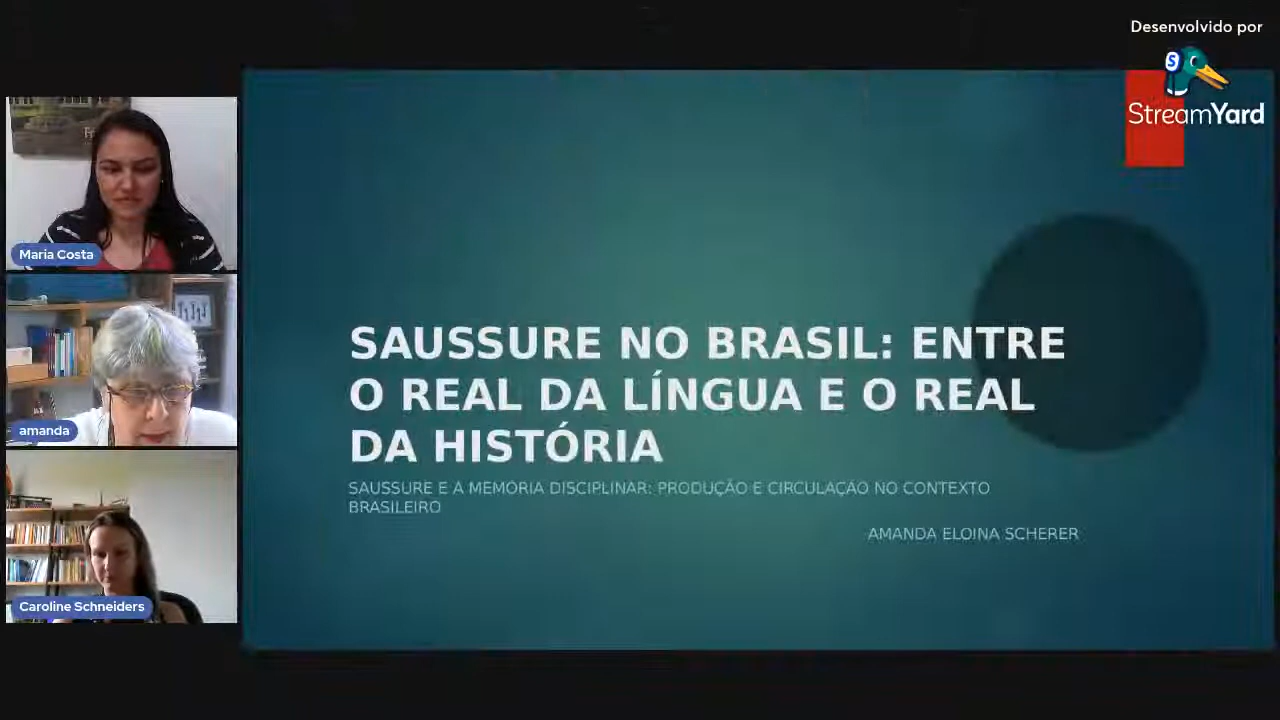 Desenvolvido por
StreamYard
Maria Costa
amanda
Caroline Schneiders
SAUSSURE NO BRASIL: ENTRE
O REAL DA LÍNGUA E O REAL
DA HISTÓRIA
SAUSSURE E A MEMÓRIA DISCIPLINAR: PRODUÇÃO E CIRCULAÇÃO NO CONTEXTO
BRASILEIRO
AMANDA ELOINA SCHERER